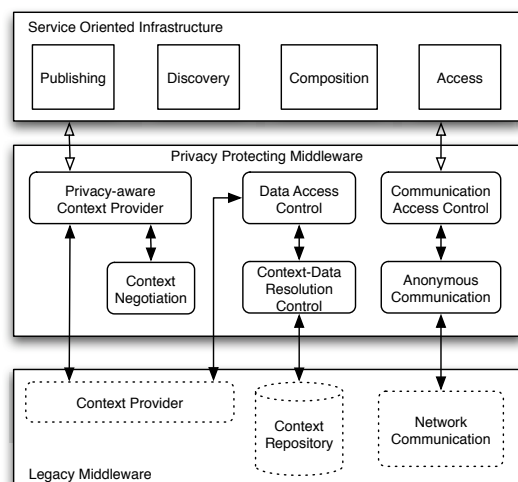 Service Oriented Infrastructure
Publishing
Discovery
Composition
Access
Privacy Protecting Middleware
Privacy-aware
Context Provider
Data Access
Control
Communication
Access Control
Context
Negotiation
Context-Data
Resolution
Control
Anonymous
Communication
Context Provider
Context
Repository
Network
Communication
Legacy Middleware